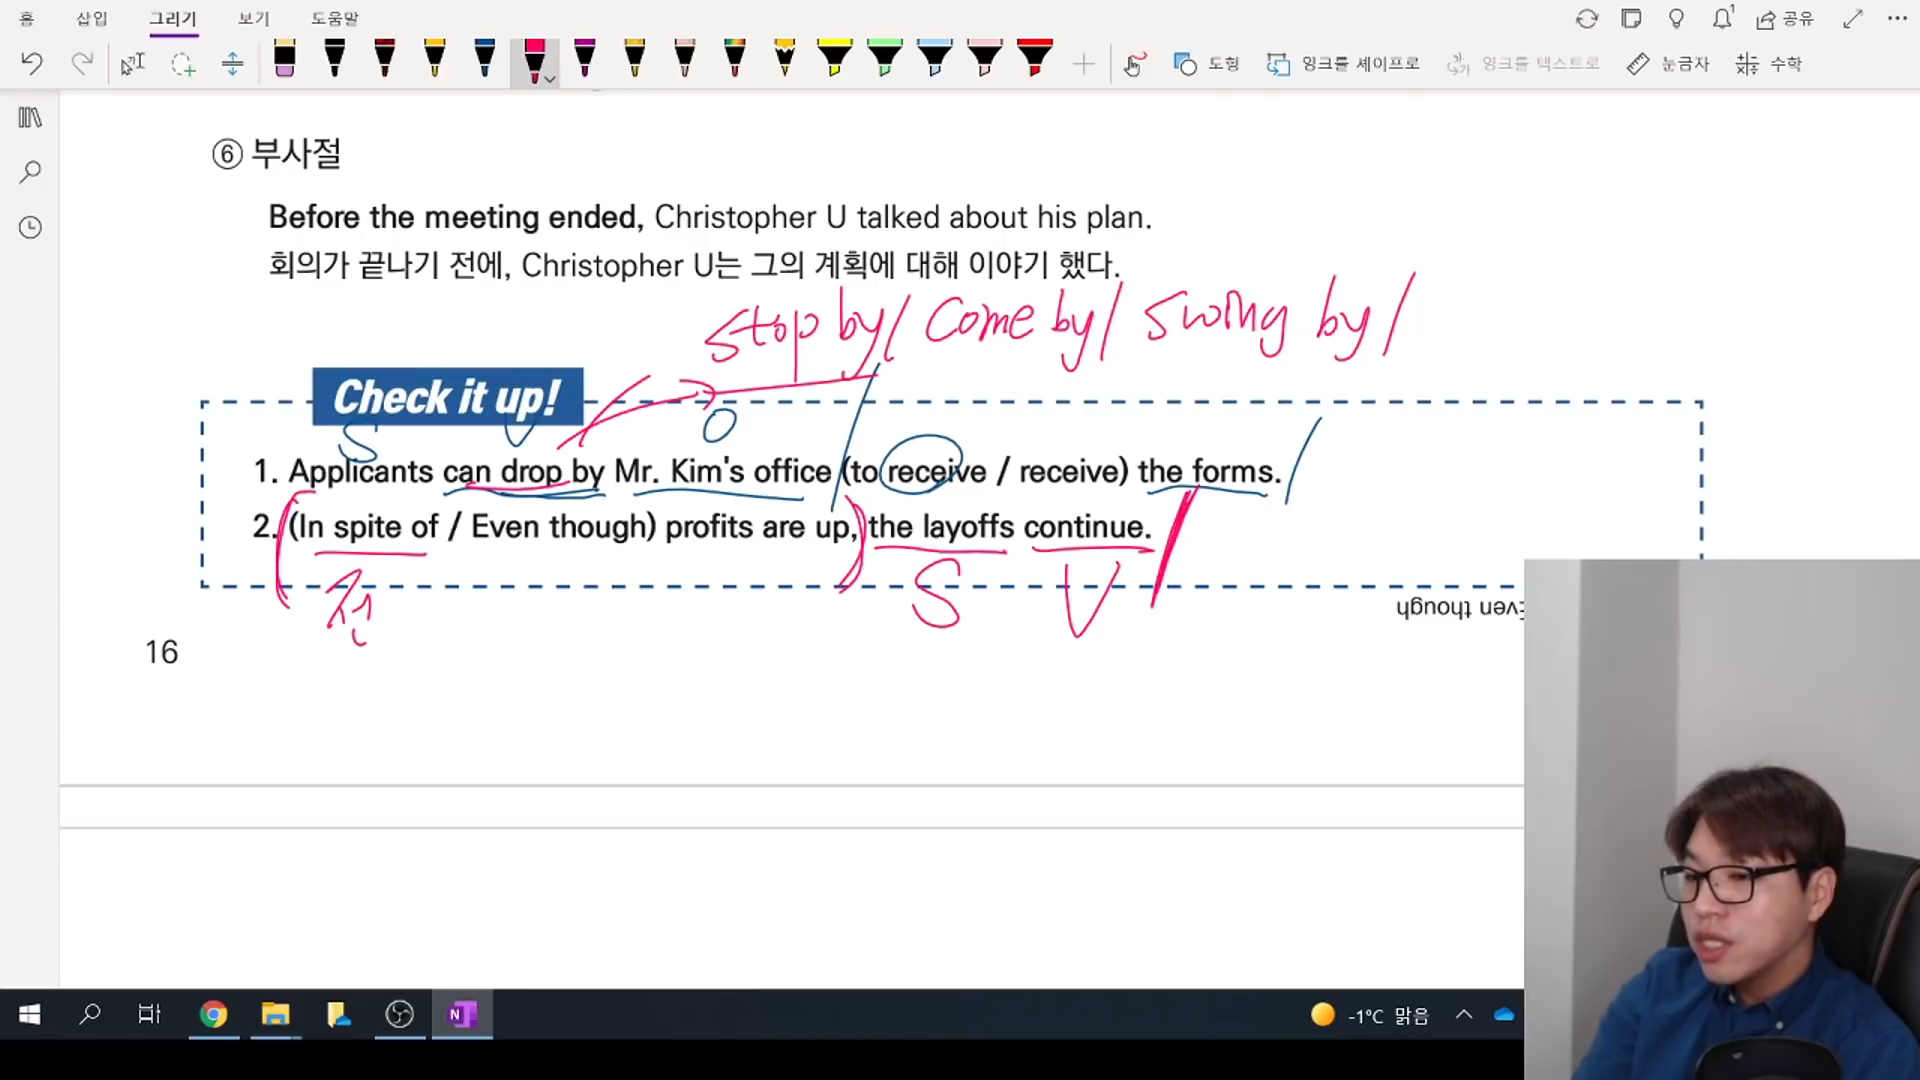 홈 삽입 그리기 보기 도움말 1 공유
도형 잉크를 셰이프로 잉크를 텍스트로 눈금자 수학
⑥ 부사절
Before the meeting ended, Christopher U talked about his plan.
회의가 끝나기 전에, Christopher U는 그의 계획에 대해 이야기 했다.
stop by/ Come by/ swing by/
Check it up!
S V O
1. Applicants can drop by Mr. Kim's office (to receive / receive) the forms.
2. (In spite of / Even though) profits are up, the layoffs continue.
전 S V
Even though
16
N
-1°C 맑음